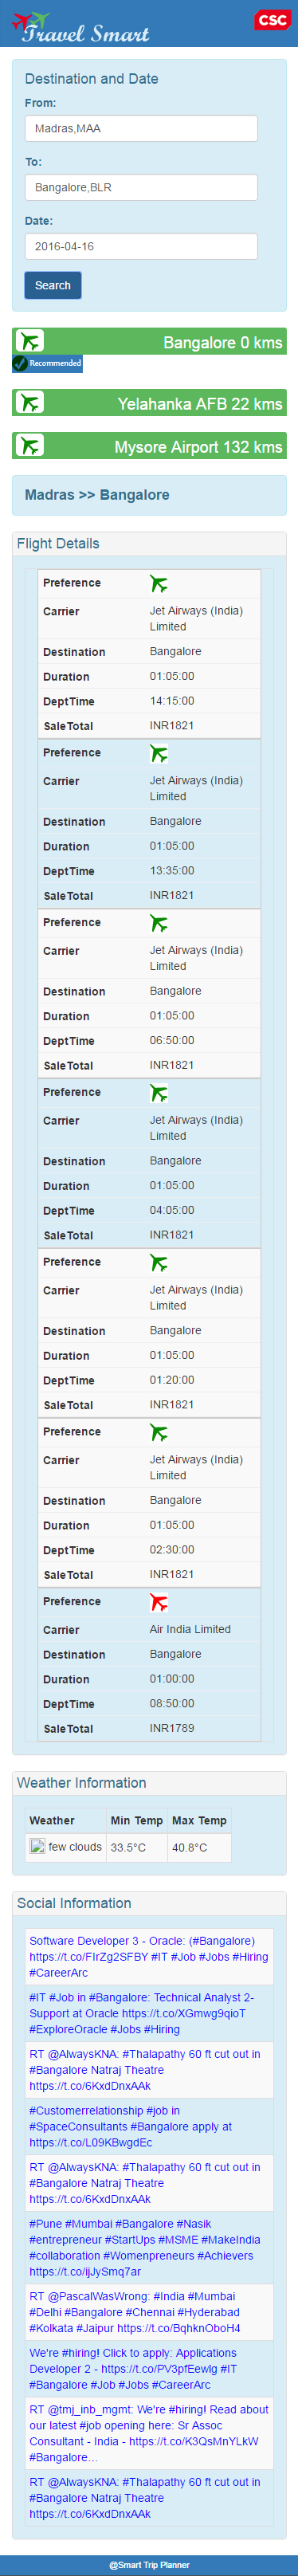 Travel Smart
CSC
Destination and Date
From:
Madras,MAA
To:
Bangalore,BLR
Date:
2016-04-16
Search
Bangalore 0 kms
Recommended
Yelahanka AFB 22 kms
Mysore Airport 132 kms
Madras >> Bangalore
Flight Details
Preference
Carrier Jet Airways (India)
Limited
Destination Bangalore
Duration 01:05:00
DeptTime 14:15:00
SaleTotal INR1821
Preference
Carrier Jet Airways (India)
Limited
Destination Bangalore
Duration 01:05:00
DeptTime 13:35:00
SaleTotal INR1821
Preference
Carrier Jet Airways (India)
Limited
Destination Bangalore
Duration 01:05:00
DeptTime 06:50:00
SaleTotal INR1821
Preference
Carrier Jet Airways (India)
Limited
Destination Bangalore
Duration 01:05:00
DeptTime 04:05:00
SaleTotal INR1821
Preference
Carrier Jet Airways (India)
Limited
Destination Bangalore
Duration 01:05:00
DeptTime 01:20:00
SaleTotal INR1821
Preference
Carrier Jet Airways (India)
Limited
Destination Bangalore
Duration 01:05:00
DeptTime 02:30:00
SaleTotal INR1821
Preference
Carrier Air India Limited
Destination Bangalore
Duration 01:00:00
DeptTime 08:50:00
SaleTotal INR1789
Weather Information
Weather Min Temp Max Temp
few clouds 33.5°C 40.8°C
Social Information
Software Developer 3 - Oracle: (#Bangalore)
https://t.co/FIrZg2SFBY #IT #Job #Jobs #Hiring
#CareerArc
#IT #Job in #Bangalore: Technical Analyst 2-
Support at Oracle https://t.co/XGmwg9qioT
#ExploreOracle #Jobs #Hiring
RT @AlwaysKNA: #Thalapathy 60 ft cut out in
#Bangalore Natraj Theatre
https://t.co/6KxdDnxAAk
#Customerrelationship #job in
#SpaceConsultants #Bangalore apply at
https://t.co/L09KBwgdEc
RT @AlwaysKNA: #Thalapathy 60 ft cut out in
#Bangalore Natraj Theatre
https://t.co/6KxdDnxAAk
#Pune #Mumbai #Bangalore #Nasik
#entrepreneur #StartUps #MSME #MakeIndia
#collaboration #Womenpreneurs #Achievers
https://t.co/ijJySmq7ar
RT @PascalWasWrong: #India #Mumbai
#Delhi #Bangalore #Chennai #Hyderabad
#Kolkata #Jaipur https://t.co/BqhknOboH4
We're #hiring! Click to apply: Applications
Developer 2 - https://t.co/PV3pfEewlg #IT
#Bangalore #Job #Jobs #CareerArc
RT @tmj_inb_mgmt: We're #hiring! Read about
our latest #job opening here: Sr Assoc
Consultant - India - https://t.co/K3QsMnYLkW
#Bangalore…
RT @AlwaysKNA: #Thalapathy 60 ft cut out in
#Bangalore Natraj Theatre
https://t.co/6KxdDnxAAk
@Smart Trip Planner